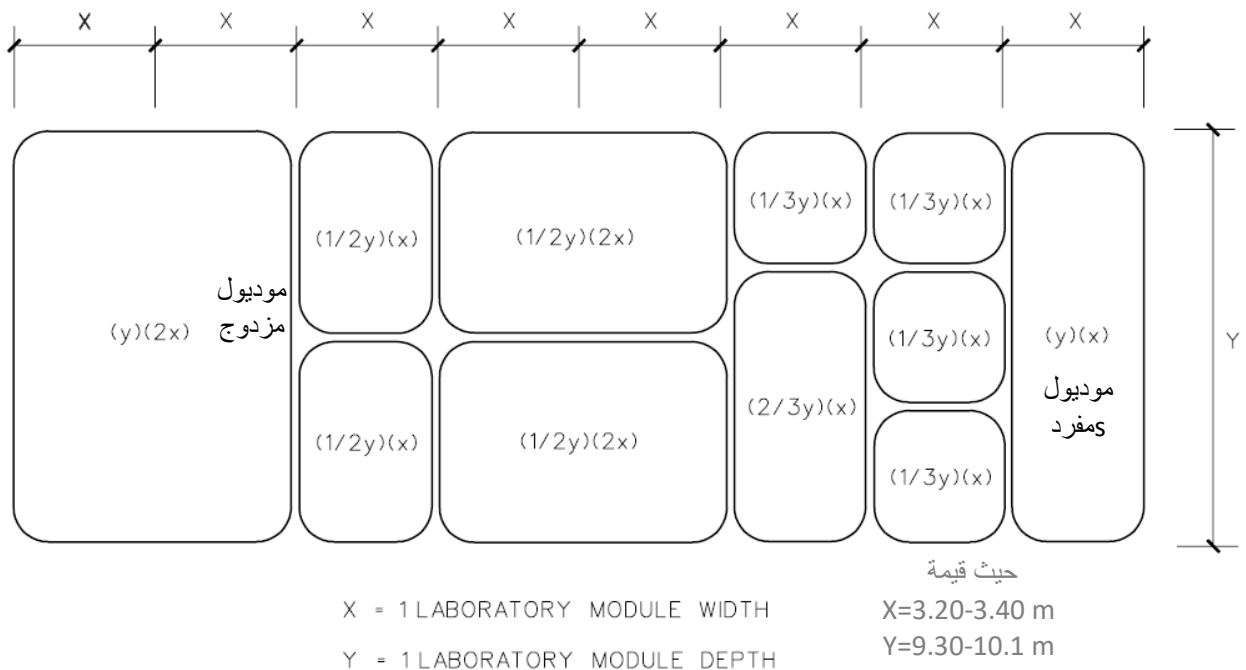 X X X X X X X X
(y)(2x)
موديول
مزدوج
(1/2y)(x)
(1/2y)(x)
(1/2y)(2x)
(1/2y)(2x)
(1/3y)(x)
(2/3y)(x)
(1/3y)(x)
(1/3y)(x)
(1/3y)(x)
(y)(x)
موديول
مفردs
Y
X = 1 LABORATORY MODULE WIDTH
Y = 1 LABORATORY MODULE DEPTH
حيث قيمة
X=3.20-3.40 m
Y=9.30-10.1 m